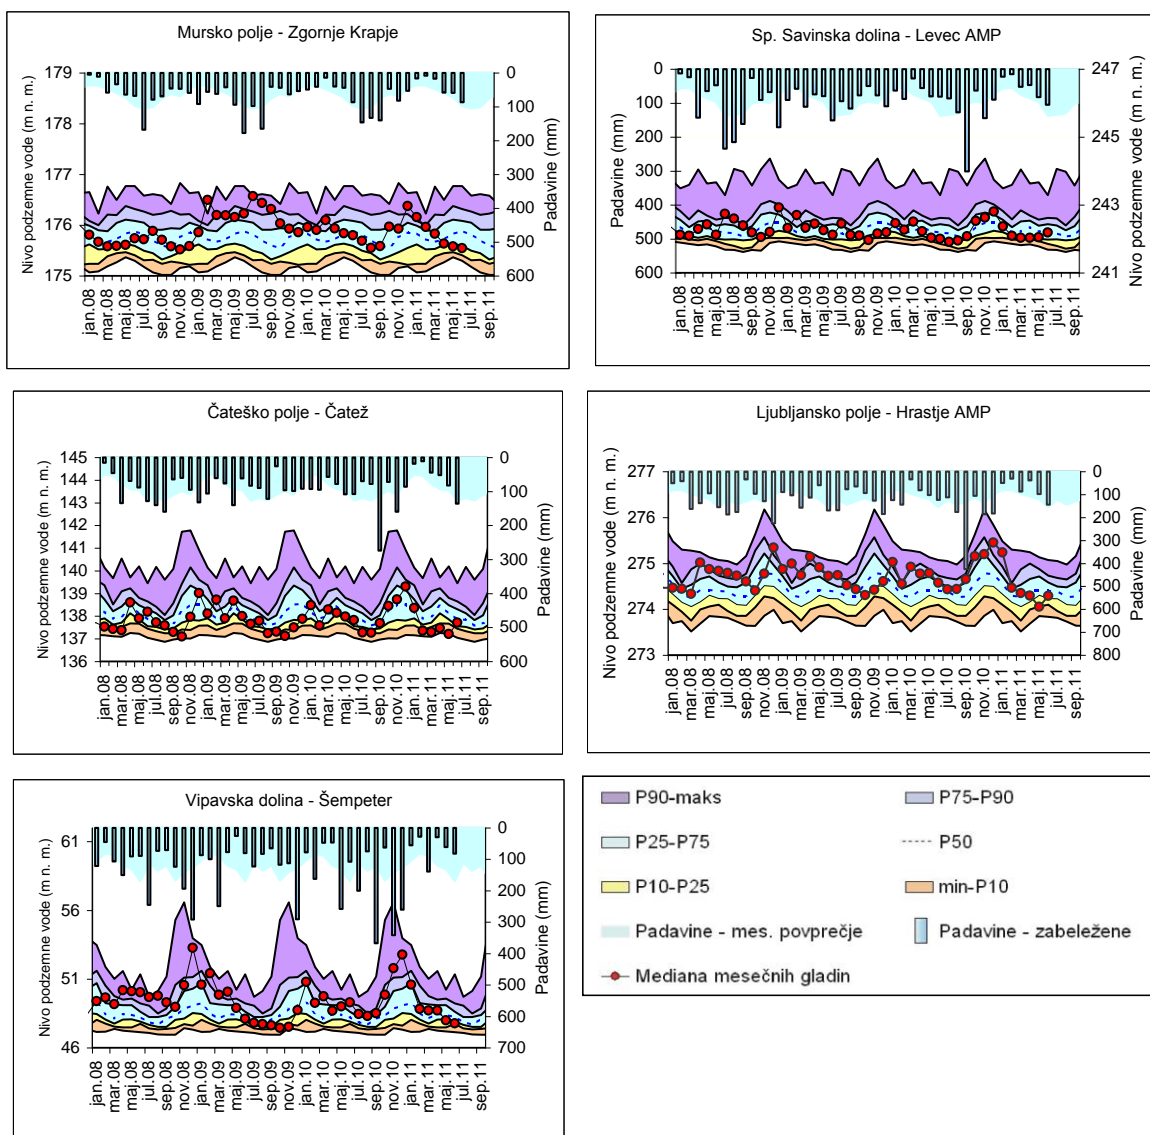 Mursko polje - Zgornje Krapje
Nivo podzemne vode (m n. m.)
179
178
177
176
175
0
100
200
300
400
500
600
Padavine (mm)
jan.08
mar.08
maj.08
jul.08
sep.08
nov.08
jan.09
mar.09
maj.09
jul.09
sep.09
nov.09
jan.10
mar.10
maj.10
jul.10
sep.10
nov.10
jan.11
mar.11
maj.11
jul.11
sep.11
Sp. Savinska dolina - Levec AMP
Padavine (mm)
0
100
200
300
400
500
600
247
245
243
241
Nivo podzemne vode (m n. m.)
jan.08
mar.08
maj.08
jul.08
sep.08
nov.08
jan.09
mar.09
maj.09
jul.09
sep.09
nov.09
jan.10
mar.10
maj.10
jul.10
sep.10
nov.10
jan.11
mar.11
maj.11
jul.11
sep.11
Čateško polje - Čatež
Nivo podzemne vode (m n. m.)
145
144
143
142
141
140
139
138
137
136
0
100
200
300
400
500
600
Padavine (mm)
jan.08
mar.08
maj.08
jul.08
sep.08
nov.08
jan.09
mar.09
maj.09
jul.09
sep.09
nov.09
jan.10
mar.10
maj.10
jul.10
sep.10
nov.10
jan.11
mar.11
maj.11
jul.11
sep.11
Ljubljansko polje - Hrastje AMP
Nivo podzemne vode (m n. m.)
277
276
275
274
273
0
100
200
300
400
500
600
700
800
Padavine (mm)
jan.08
mar.08
maj.08
jul.08
sep.08
nov.08
jan.09
mar.09
maj.09
jul.09
sep.09
nov.09
jan.10
mar.10
maj.10
jul.10
sep.10
nov.10
jan.11
mar.11
maj.11
jul.11
sep.11
Vipavska dolina - Šempeter
Nivo podzemne vode (m n. m.)
61
56
51
46
0
100
200
300
400
500
600
700
Padavine (mm)
jan.08
mar.08
maj.08
jul.08
sep.08
nov.08
jan.09
mar.09
maj.09
jul.09
sep.09
nov.09
jan.10
mar.10
maj.10
jul.10
sep.10
nov.10
jan.11
mar.11
maj.11
jul.11
sep.11
P90-maks
P75-P90
P25-P75
P50
P10-P25
min-P10
Padavine - mes. povprečje
Padavine - zabeležene
Mediana mesečnih gladin